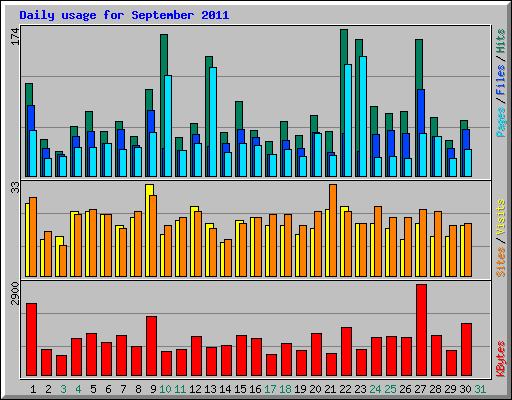 Daily usage for September 2011
174
Pages / Files / Hits
33
Sites / Visits
2900
KBytes
1 2 3 4 5 6 7 8 9 10 11 12 13 14 15 16 17 18 19 20 21 22 23 24 25 26 27 28 29 30 31